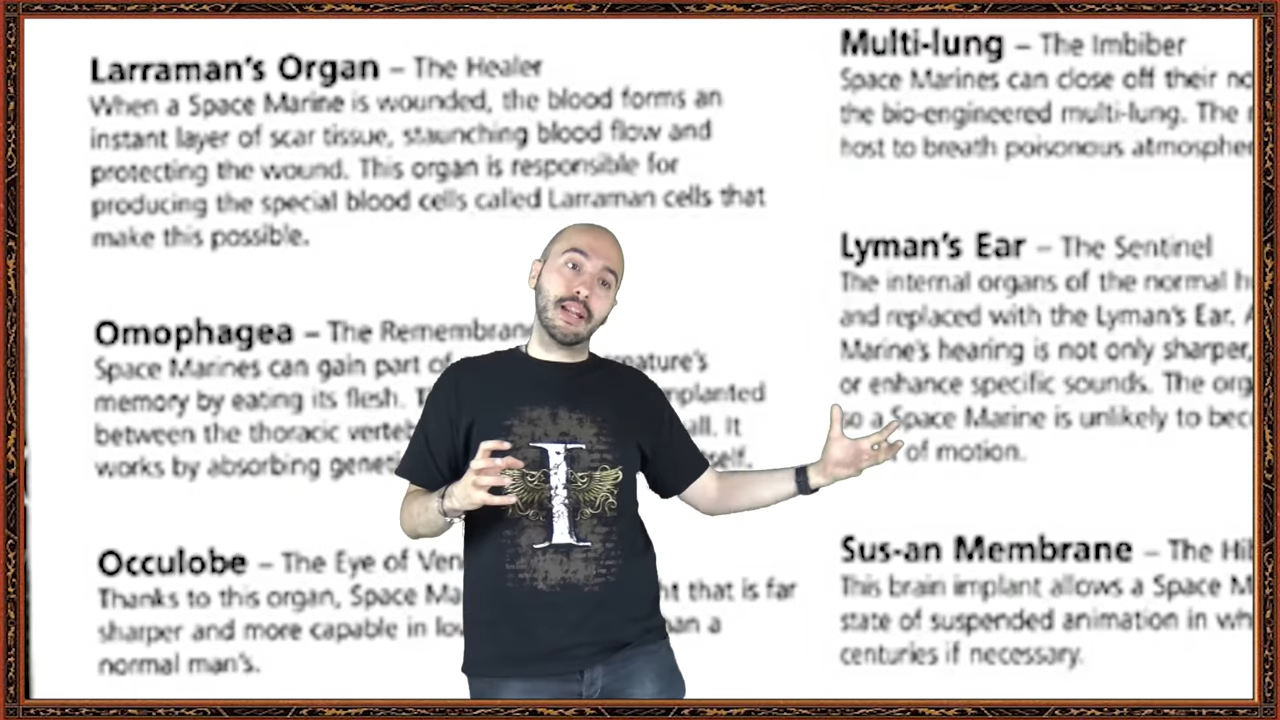 Larraman's Organ – The Healer
When a Space Marine is wounded, the blood forms an
instant layer of scar tissue, staunching blood flow and
protecting the wound. This organ is responsible for
producing the special blood cells called Larraman cells that
make this possible.
Omophagea – The Remembran
Space Marines can gain part of creature's
memory by eating its flesh.
between the thoracic all. It
works by absorbing
Occulobe – The Eye of Ven
Thanks to this organ, Space that is far
sharper and more capable in a
normal man's.
Multi-lung – The Imbiber
Space Marines can close off their
the bio-engineered multi-lung. The
host to breath poisonous
Lyman's Ear – The Sentinel
The internal organs of the normal
and replaced with the Lyman's Ear.
Marine's hearing is not only sharper,
or enhance specific sounds. The
so a Space Marine is unlikely to
of motion.
Sus-an Membrane – The
This brain implant allows a Space
state of suspended animation in
centuries if necessary.
I